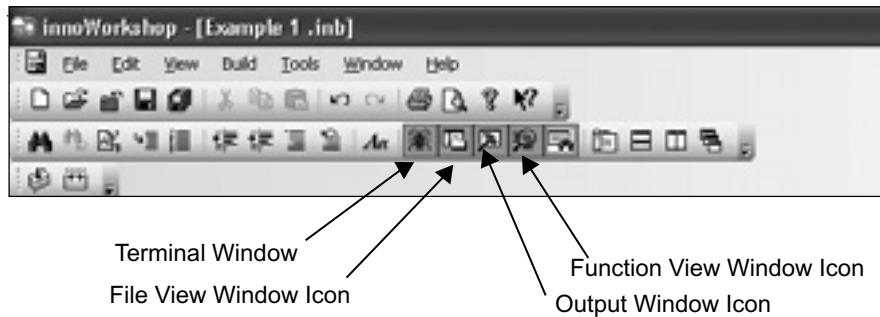 innoWorkshop - [Example 1 .inb]
File Edit View Build Tools Window Help
Terminal Window
Function View Window Icon
File View Window Icon
Output Window Icon